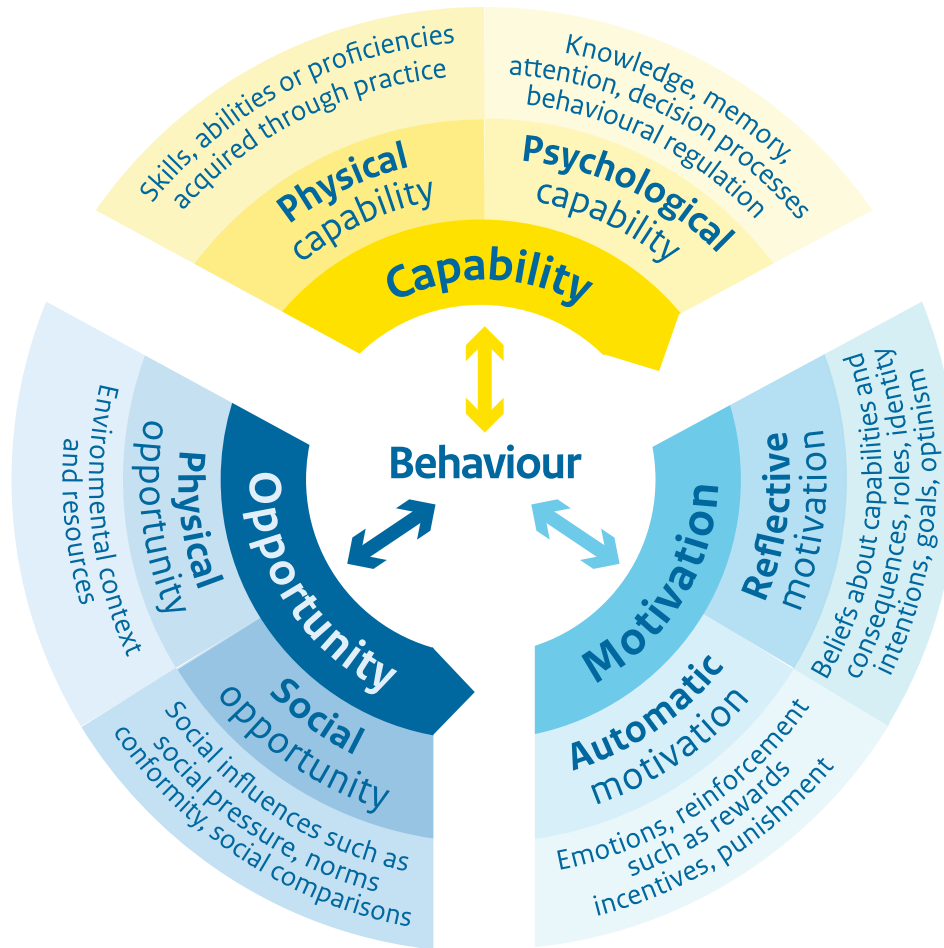 Skills, abilities or proficiencies
acquired through practice
Physical
capability
Knowledge, memory,
attention, decision processes
behavioural regulation
Psychological
capability
Capability
Behaviour
Environmental context
and resources
Physical
opportunity
Opportunity
Social
opportunity
Social influences such as
social pressure, norms
conformity, social comparisons
Motivation
Reflective
motivation
Beliefs about capabilities and
consequences, roles, identity
intentions, goals, optimism
Automatic
motivation
Emotions, reinforcement
such as rewards
incentives, punishment